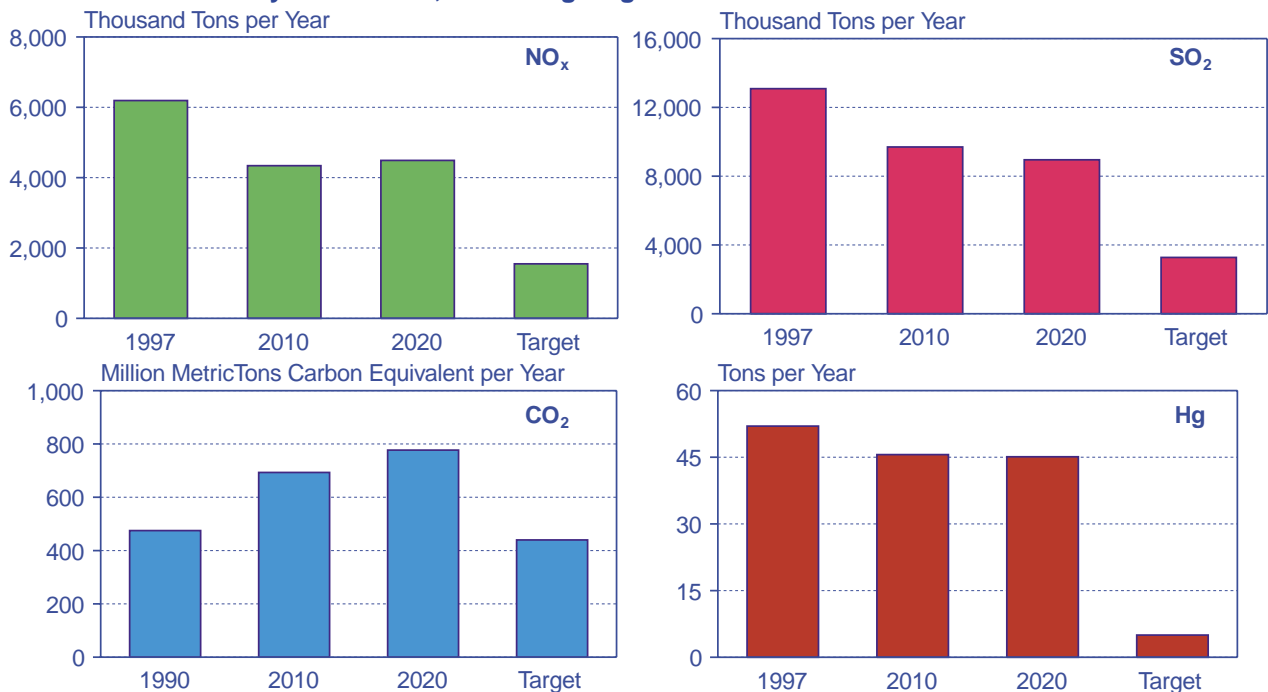 Thousand Tons per Year
NOx
8,000
6,000
4,000
2,000
0
1997 2010 2020 Target
Thousand Tons per Year
SO2
16,000
12,000
8,000
4,000
0
1997 2010 2020 Target
Million MetricTons Carbon Equivalent per Year
CO2
1,000
800
600
400
200
0
1990 2010 2020 Target
Tons per Year
Hg
60
45
30
15
0
1997 2010 2020 Target